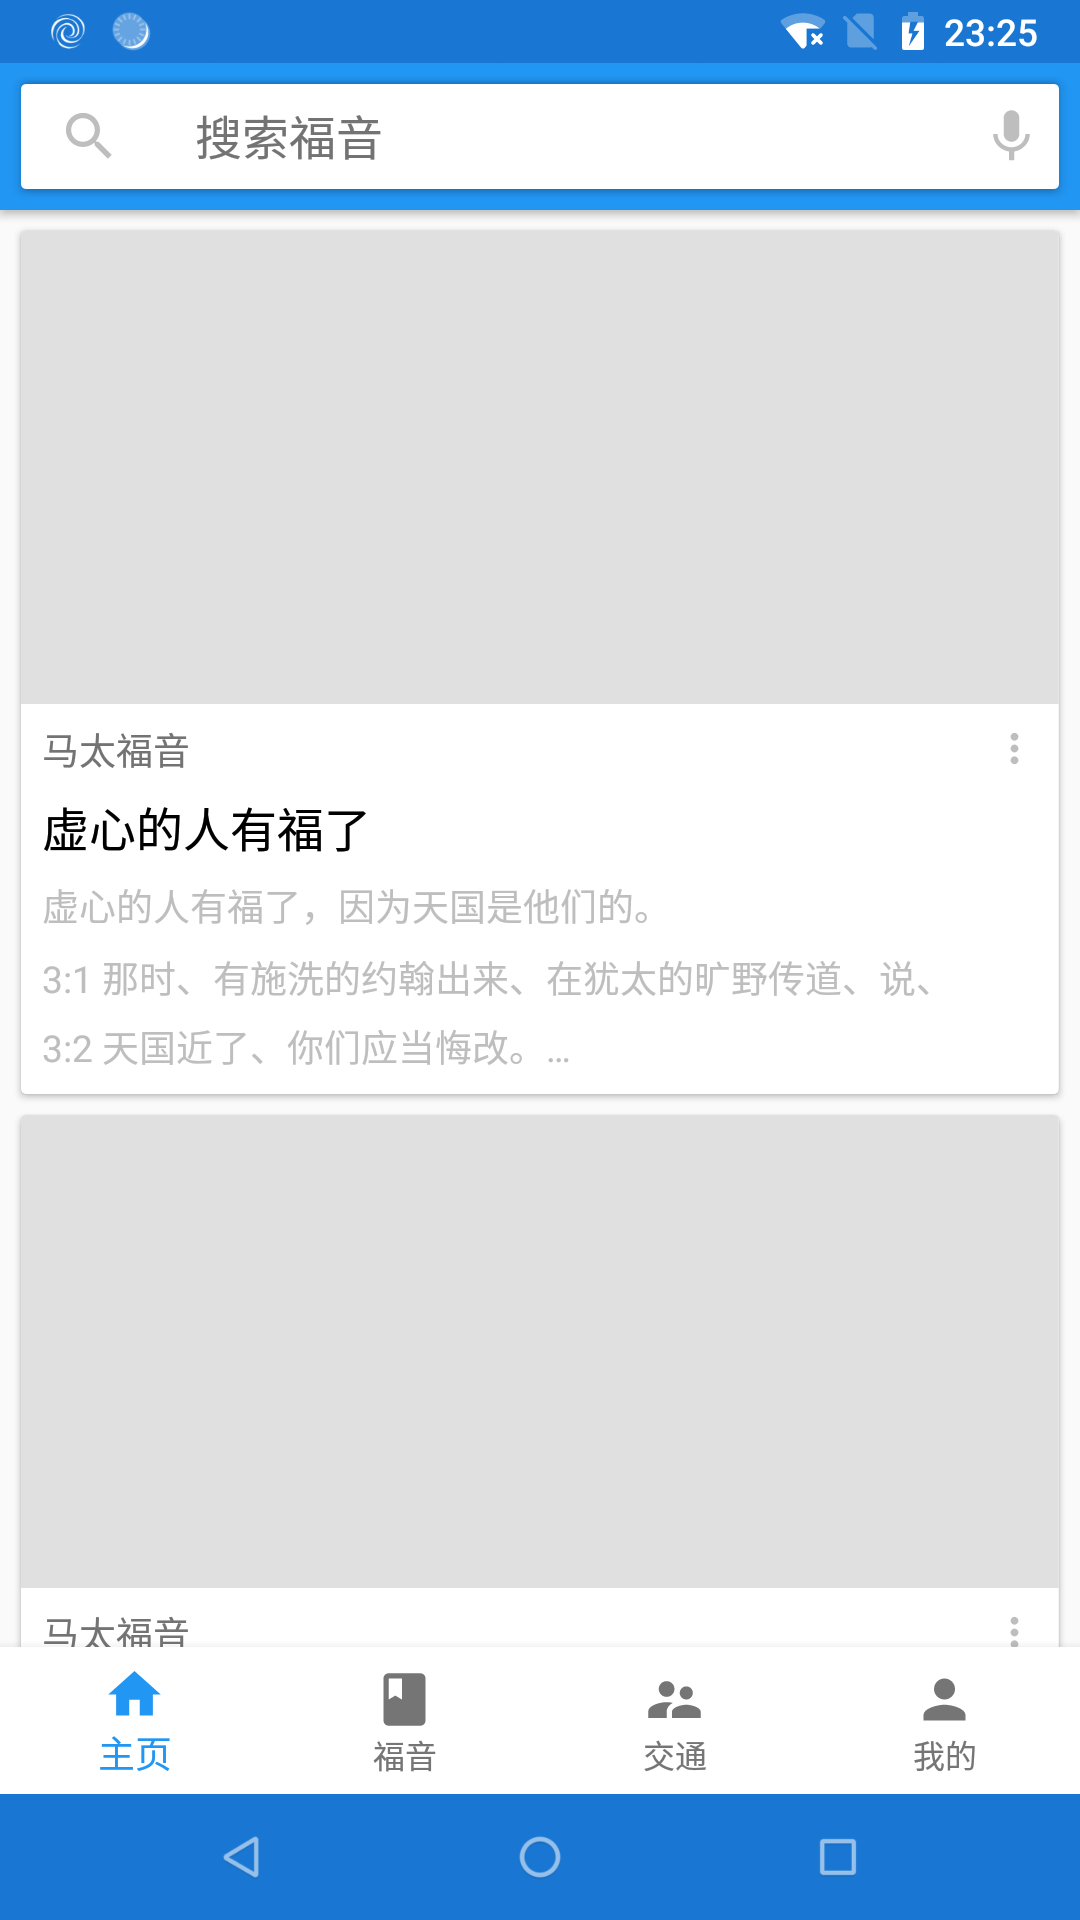 23:25
搜索福音
马太福音
虚心的人有福了
虚心的人有福了，因为天国是他们的。
3:1 那时、有施洗的约翰出来、在犹太的旷野传道、说、
3:2 天国近了、你们应当悔改。...
马太福音
主页
福音
交通
我的